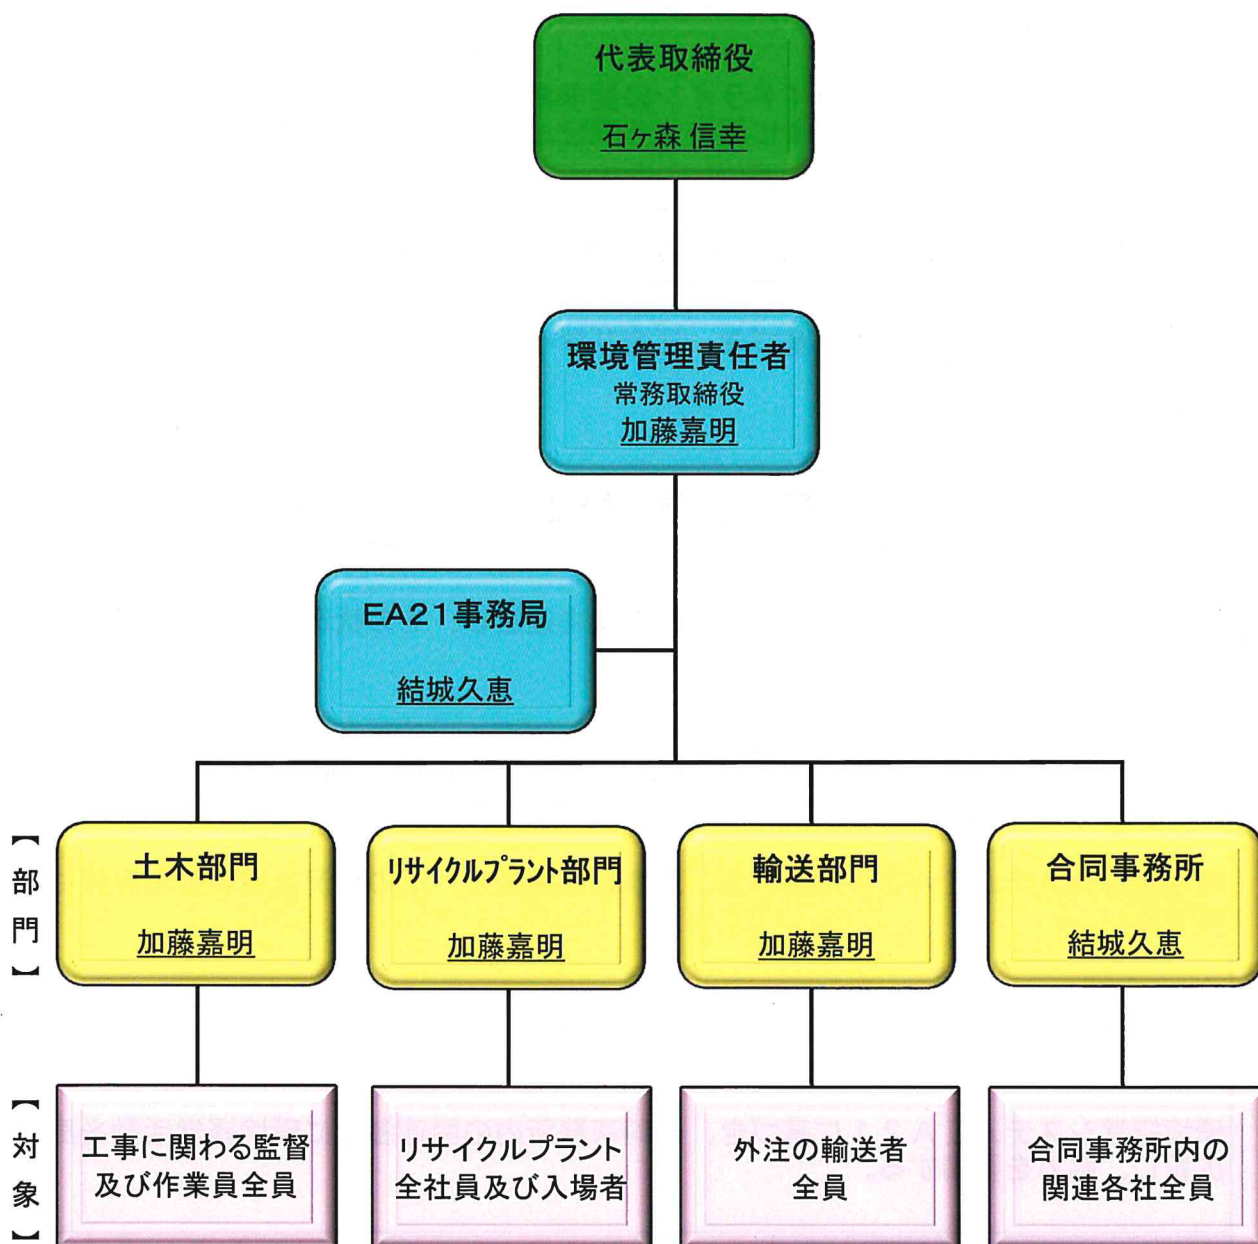 代表取締役
石ヶ森 信幸
環境管理責任者
常務取締役
加藤嘉明
EA21事務局
結城久恵
【部門】
土木部門
加藤嘉明
リサイクルプラント部門
加藤嘉明
輸送部門
加藤嘉明
合同事務所
結城久恵
【対象】
工事に関わる監督
及び作業員全員
リサイクルプラント
全社員及び入場者
外注の輸送者
全員
合同事務所内の
関連各社全員